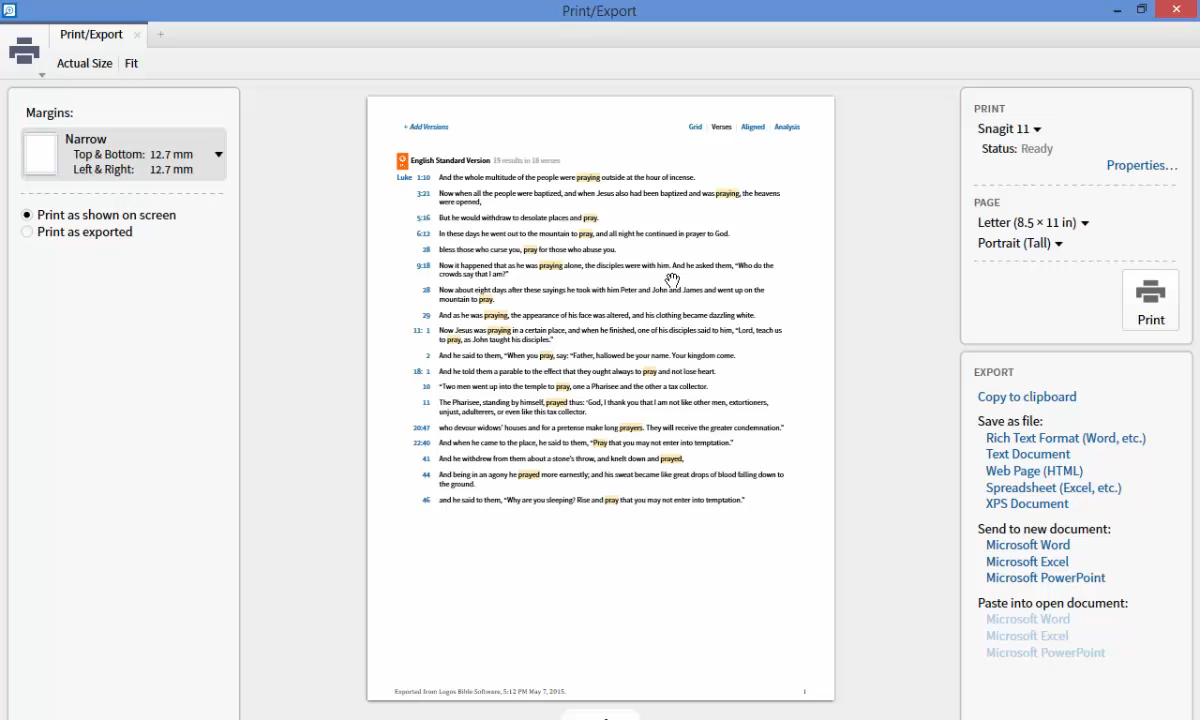 Print/Export
Print/Export
Actual Size Fit
Margins:
Narrow
Top & Bottom: 12.7 mm
Left & Right: 12.7 mm
Print as shown on screen
Print as exported
+ Add Versions
Grid Verses Aligned Analysis
English Standard Version 19 results in 18 verses
Luke 1:10 And the whole multitude of the people were praying outside at the hour of incense.
3:21 Now when all the people were baptized, and when Jesus also had been baptized and was praying, the heavens
were opened,
5:16 But he would withdraw to desolate places and pray.
6:12 In these days he went out to the mountain to pray, and all night he continued in prayer to God.
28 bless those who curse you, pray for those who abuse you.
9:18 Now it happened that as he was praying alone, the disciples were with him. And he asked them, “Who do the
crowds say that I am?”
28 Now about eight days after these sayings he took with him Peter and John and James and went up on the
mountain to pray.
29 And as he was praying, the appearance of his face was altered, and his clothing became dazzling white.
11: 1 Now Jesus was praying in a certain place, and when he finished, one of his disciples said to him, “Lord, teach us
to pray, as John taught his disciples.”
2 And he said to them, “When you pray, say: “Father, hallowed be your name. Your kingdom come.
18: 1 And he told them a parable to the effect that they ought always to pray and not lose heart.
10 “Two men went up into the temple to pray, one a Pharisee and the other a tax collector.
11 The Pharisee, standing by himself, prayed thus: ‘God, I thank you that I am not like other men, extortioners,
unjust, adulterers, or even like this tax collector.
20:47 who devour widows’ houses and for a pretense make long prayers. They will receive the greater condemnation.”
22:40 And when he came to the place, he said to them, “Pray that you may not enter into temptation.”
41 And he withdrew from them about a stone’s throw, and knelt down and prayed,
44 And being in an agony he prayed more earnestly; and his sweat became like great drops of blood falling down to
the ground.
46 and he said to them, “Why are you sleeping? Rise and pray that you may not enter into temptation.”
Exported from Logos Bible Software, 5:12 PM May 7, 2015. 1
PRINT
Snagit 11
Status: Ready
Properties...
PAGE
Letter (8.5 × 11 in)
Portrait (Tall)
Print
EXPORT
Copy to clipboard
Save as file:
Rich Text Format (Word, etc.)
Text Document
Web Page (HTML)
Spreadsheet (Excel, etc.)
XPS Document
Send to new document:
Microsoft Word
Microsoft Excel
Microsoft PowerPoint
Paste into open document:
Microsoft Word
Microsoft Excel
Microsoft PowerPoint